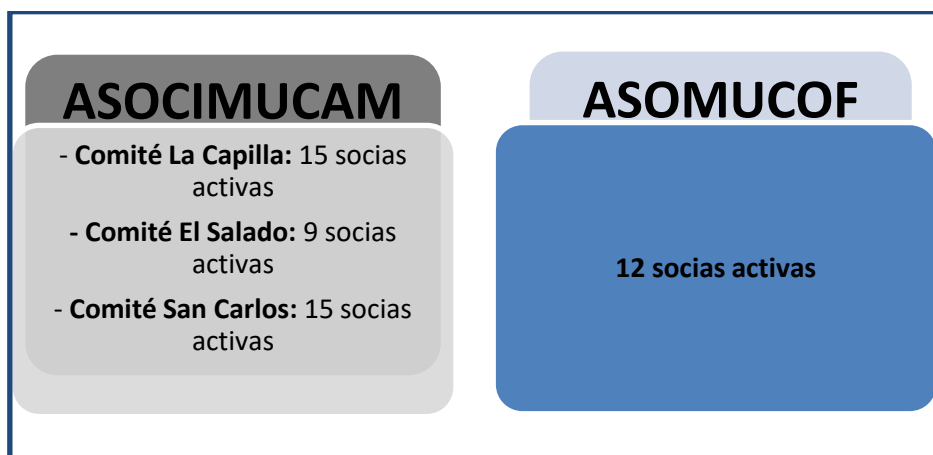 ASOCIMUCAM
- Comité La Capilla: 15 socias
activas
- Comité El Salado: 9 socias
activas
- Comité San Carlos: 15 socias
activas
ASOMUCOF
12 socias activas